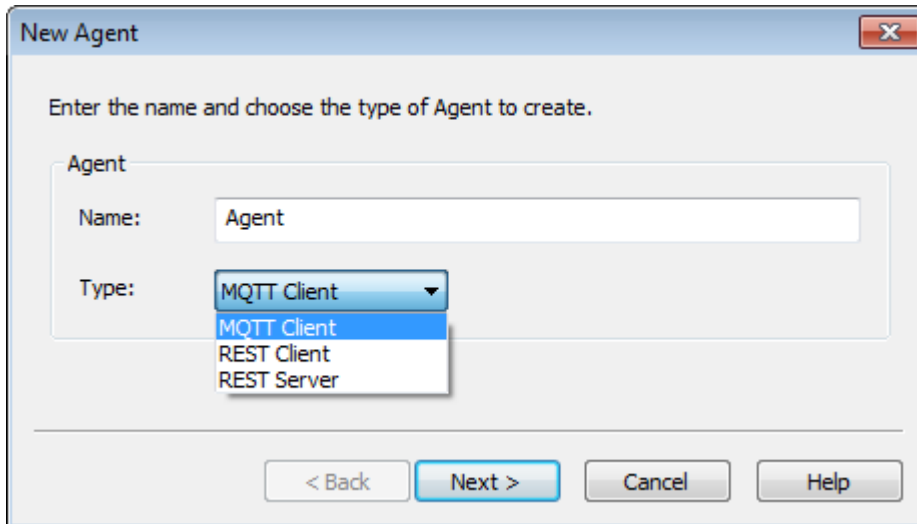 New Agent
Enter the name and choose the type of Agent to create.
Agent
Name: Agent
Type: MQTT Client
MQTT Client
REST Client
REST Server
< Back Next > Cancel Help